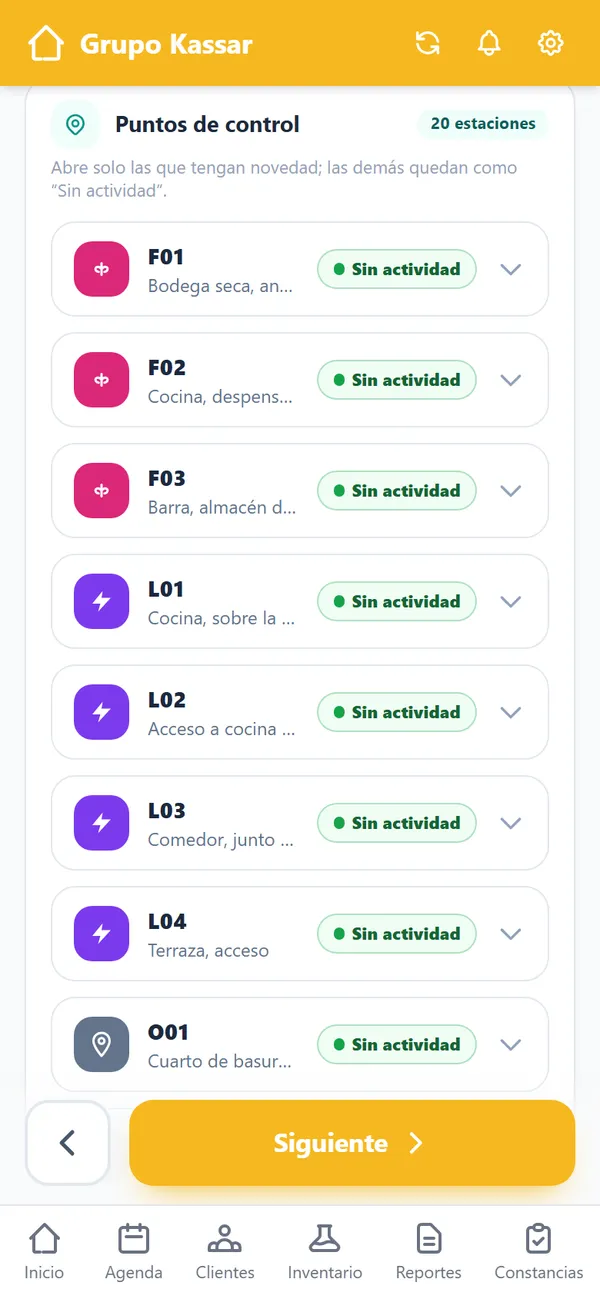 Grupo Kassar
Puntos de control
20 estaciones
Abre solo las que tengan novedad; las demás quedan como
“Sin actividad”.
F01
Bodega seca, an...
Sin actividad
F02
Cocina, despens...
Sin actividad
F03
Barra, almacén d...
Sin actividad
L01
Cocina, sobre la ...
Sin actividad
L02
Acceso a cocina ...
Sin actividad
L03
Comedor, junto ...
Sin actividad
L04
Terraza, acceso
Sin actividad
O01
Cuarto de basur...
Sin actividad
Siguiente
Inicio
Agenda
Clientes
Inventario
Reportes
Constancias